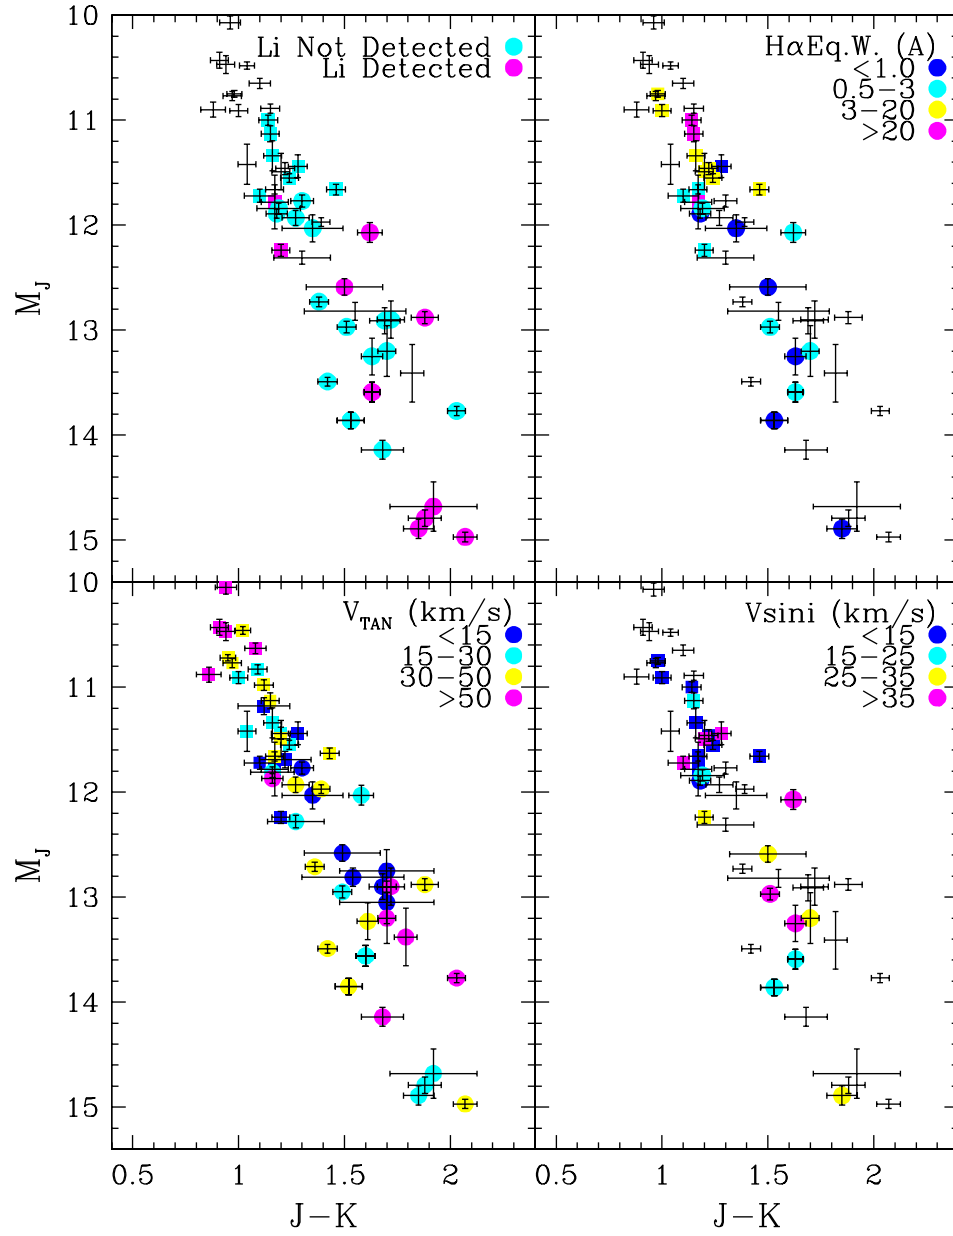 10
Li Not Detected
Li Detected
11
12
13
14
15
M_J
HαEq.W. (A)
<1.0
0.5−3
3−20
>20
10
V_TAN (km/s)
<15
15−30
30−50
>50
11
12
13
14
15
M_J
Vsini (km/s)
<15
15−25
25−35
>35
0.5 1 1.5 2
0.5 1 1.5 2
J−K
J−K